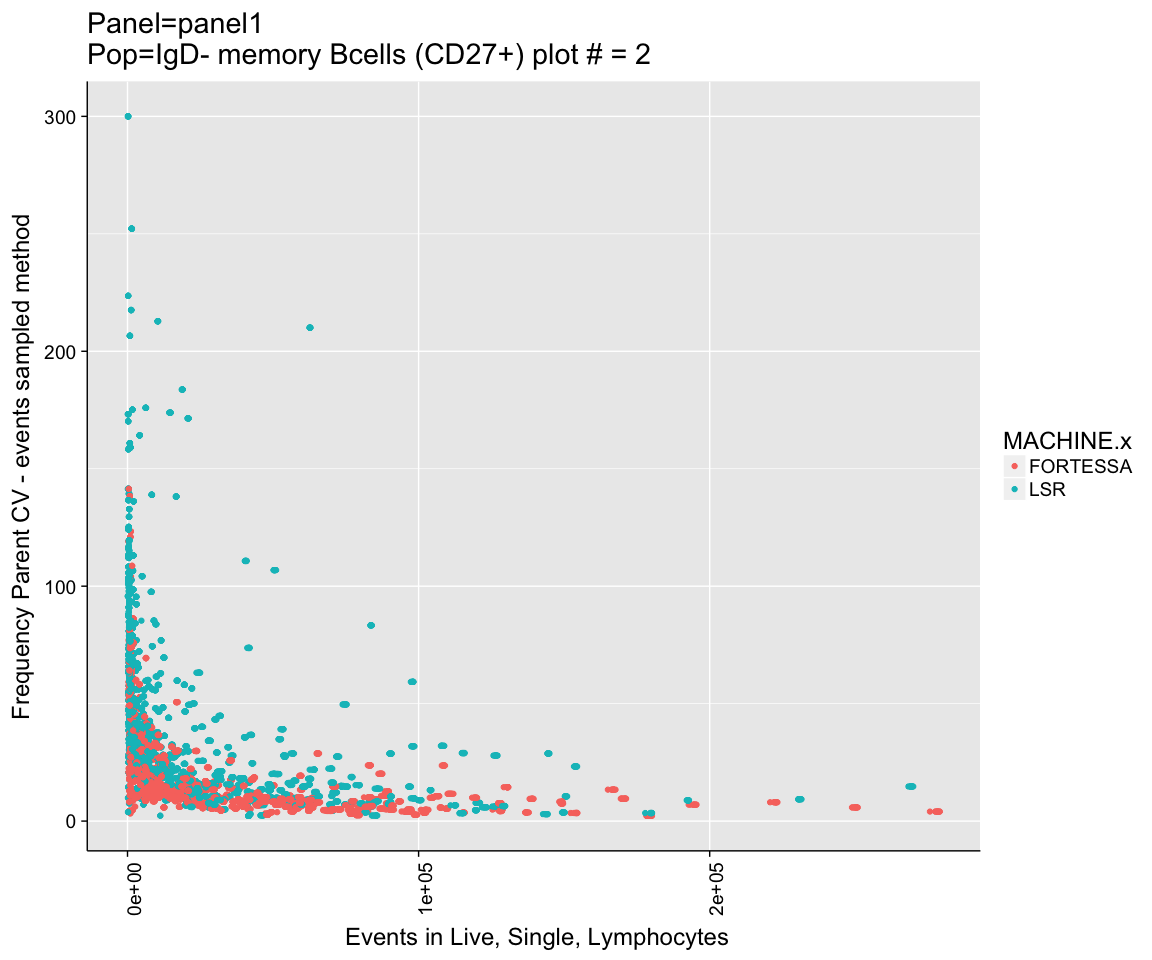 Panel=panel1
Pop=IgD- memory Bcells (CD27+) plot # = 2
Frequency Parent CV - events sampled method
300
200
100
0
0e+00
1e+05
2e+05
Events in Live, Single, Lymphocytes
MACHINE.x
FORTESSA
LSR